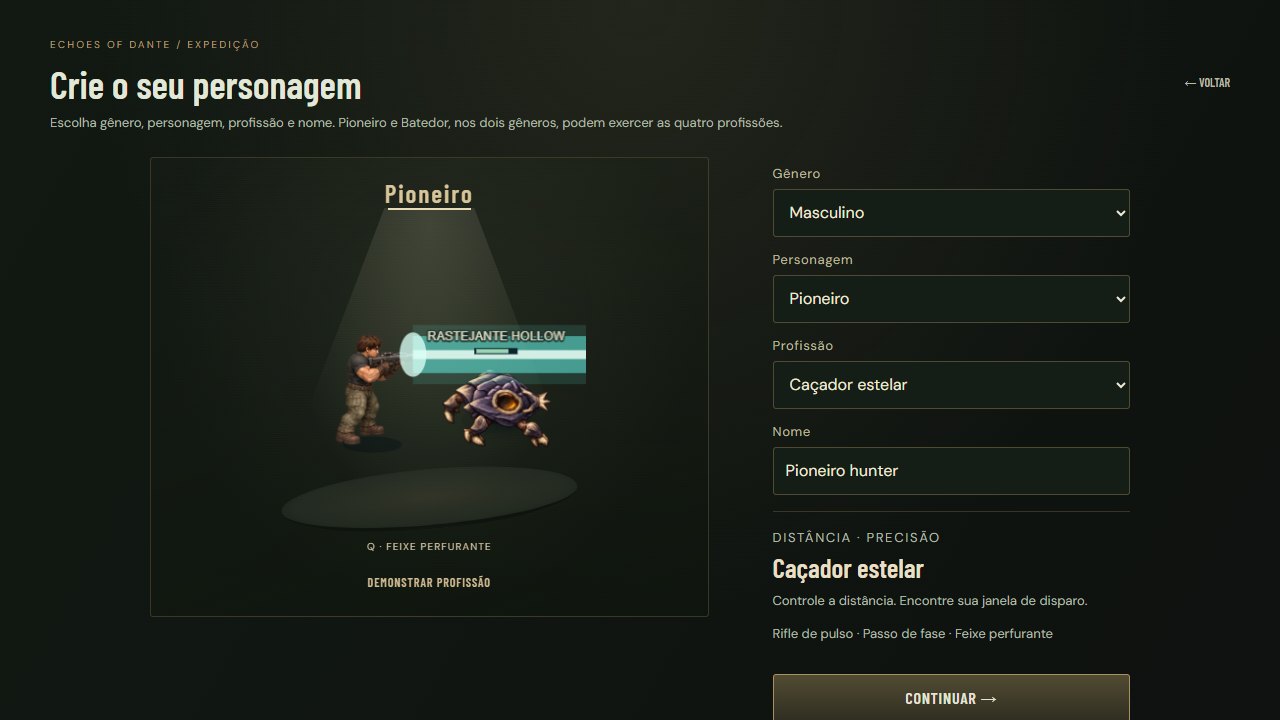 ECHOES OF DANTE / EXPEDIÇÃO
Crie o seu personagem
← VOLTAR
Escolha gênero, personagem, profissão e nome. Pioneiro e Batedor, nos dois gêneros, podem exercer as quatro profissões.
Pioneiro
RASTEJANTE HOLLOW
Q · FEIXE PERFURANTE
DEMONSTRAR PROFISSÃO
Gênero
Masculino
Personagem
Pioneiro
Profissão
Caçador estelar
Nome
Pioneiro hunter
DISTÂNCIA · PRECISÃO
Caçador estelar
Controle a distância. Encontre sua janela de disparo.
Rifle de pulso · Passo de fase · Feixe perfurante
CONTINUAR →